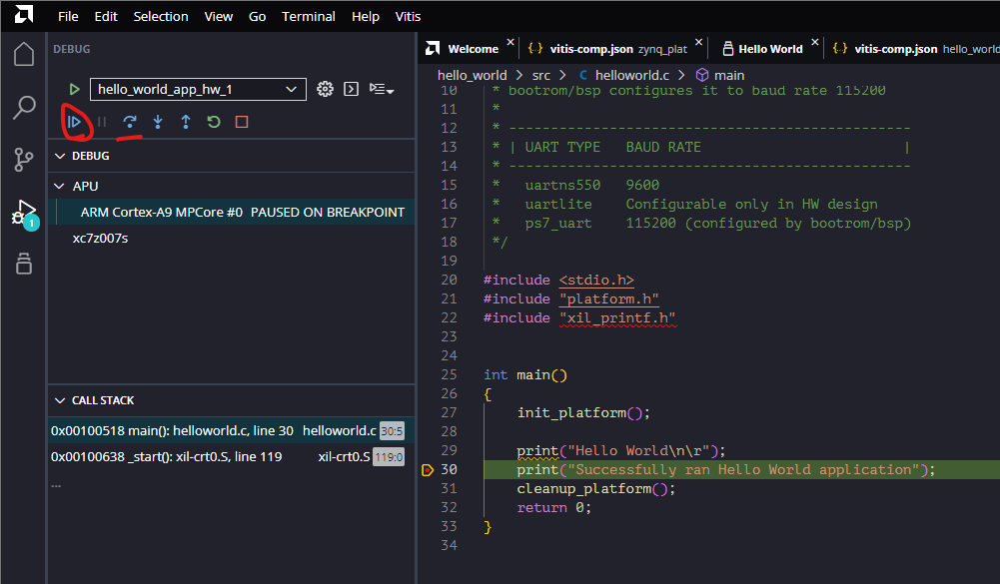 File Edit Selection View Go Terminal Help Vitis
DEBUG
hello_world_app_hw_1
DEBUG
APU
ARM Cortex-A9 MPCore #0 PAUSED ON BREAKPOINT
xc7z007s
1
CALL STACK
0x00100518 main(): helloworld.c, line 30 helloworld.c 30:5
0x00100638 _start(): xil-crt0.S, line 119 xil-crt0.S 119:0
...
Welcome × {..} vitis-comp.json zynq_plat × Hello World × {..} vitis-comp.json hello_world
hello_world > src > C helloworld.c > main
10 * bootrom/bsp configures it to baud rate 115200
11 *
12 * ------------------------------------------------
13 * | UART TYPE   BAUD RATE                        |
14 * ------------------------------------------------
15 *   uartns550   9600
16 *   uartlite    Configurable only in HW design
17 *   ps7_uart    115200 (configured by bootrom/bsp)
18 */
19
20 #include <stdio.h>
21 #include "platform.h"
22 #include "xil_printf.h"
23
24
25 int main()
26 {
27     init_platform();
28
29     print("Hello World\n\r");
30     print("Successfully ran Hello World application");
31     cleanup_platform();
32     return 0;
33 }
34